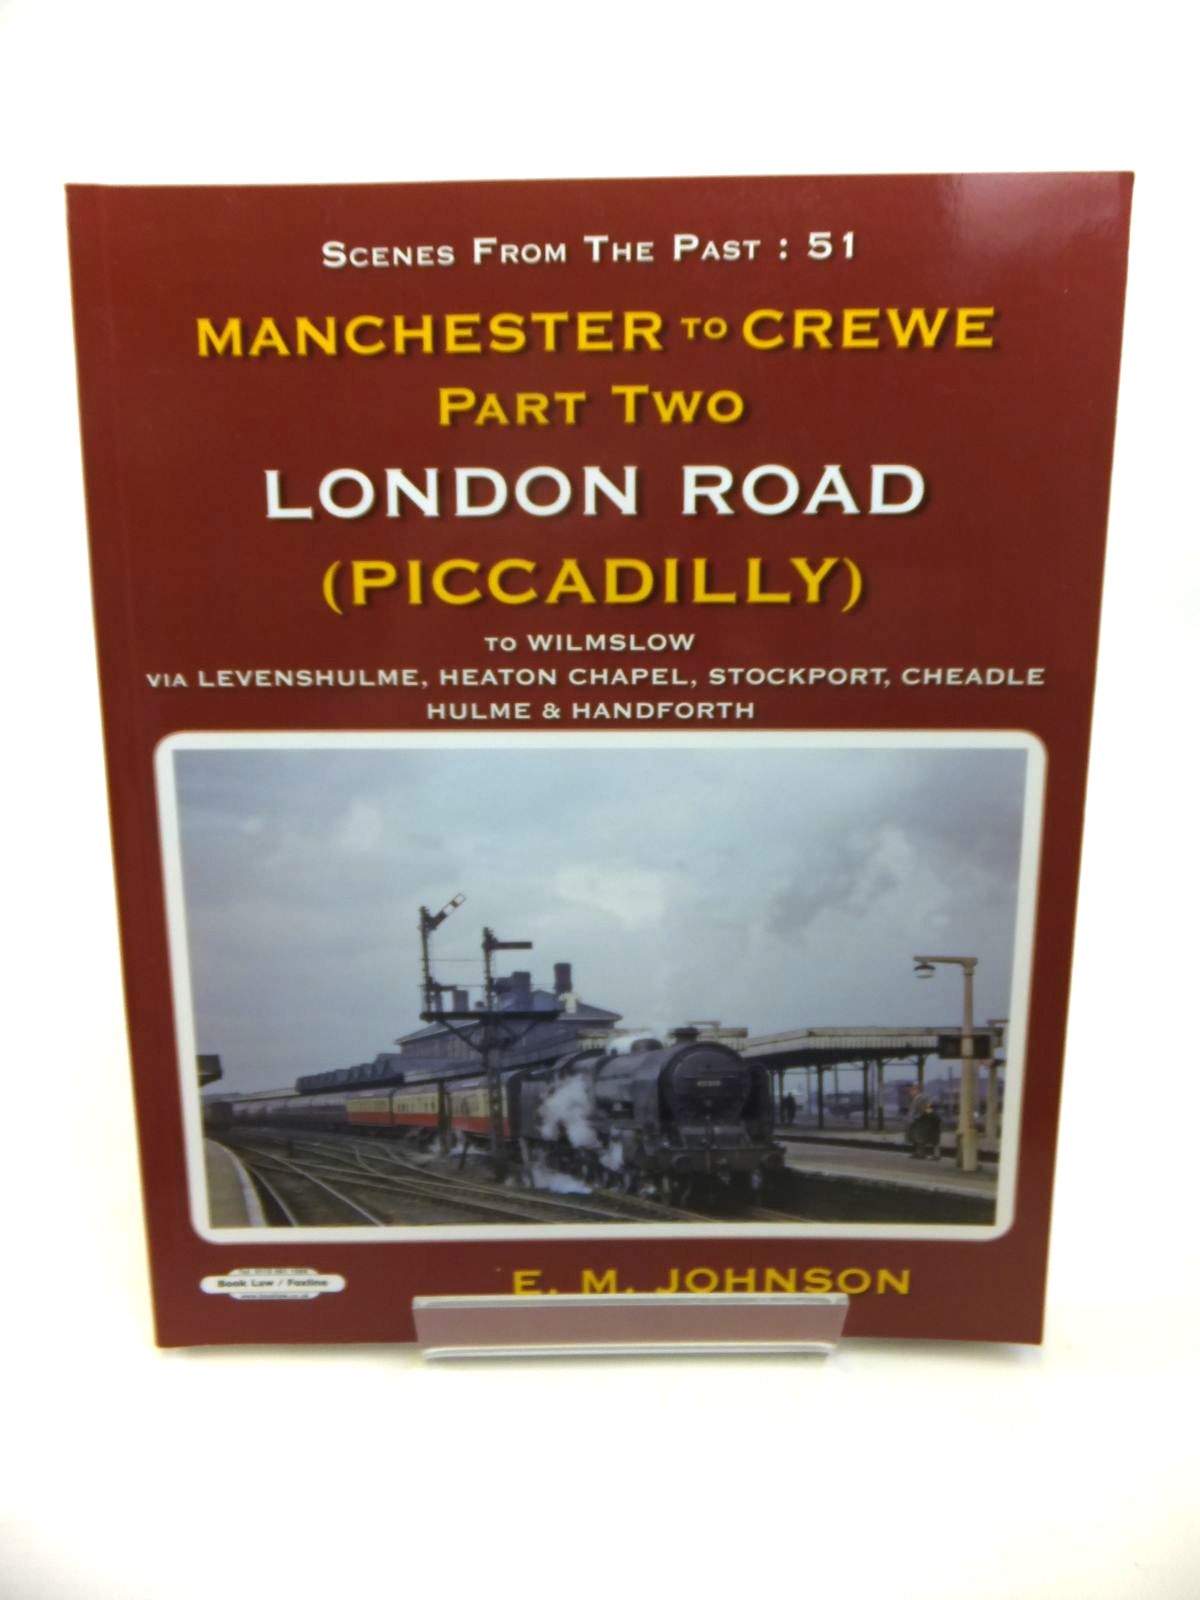 SCENES FROM THE PAST : 51
MANCHESTER TO CREWE
PART TWO
LONDON ROAD
(PICCADILLY)
TO WILMSLOW
VIA LEVENSHULME, HEATON CHAPEL, STOCKPORT, CHEADLE
HULME & HANDFORTH
Book Law / Foxline
E. M. JOHNSON